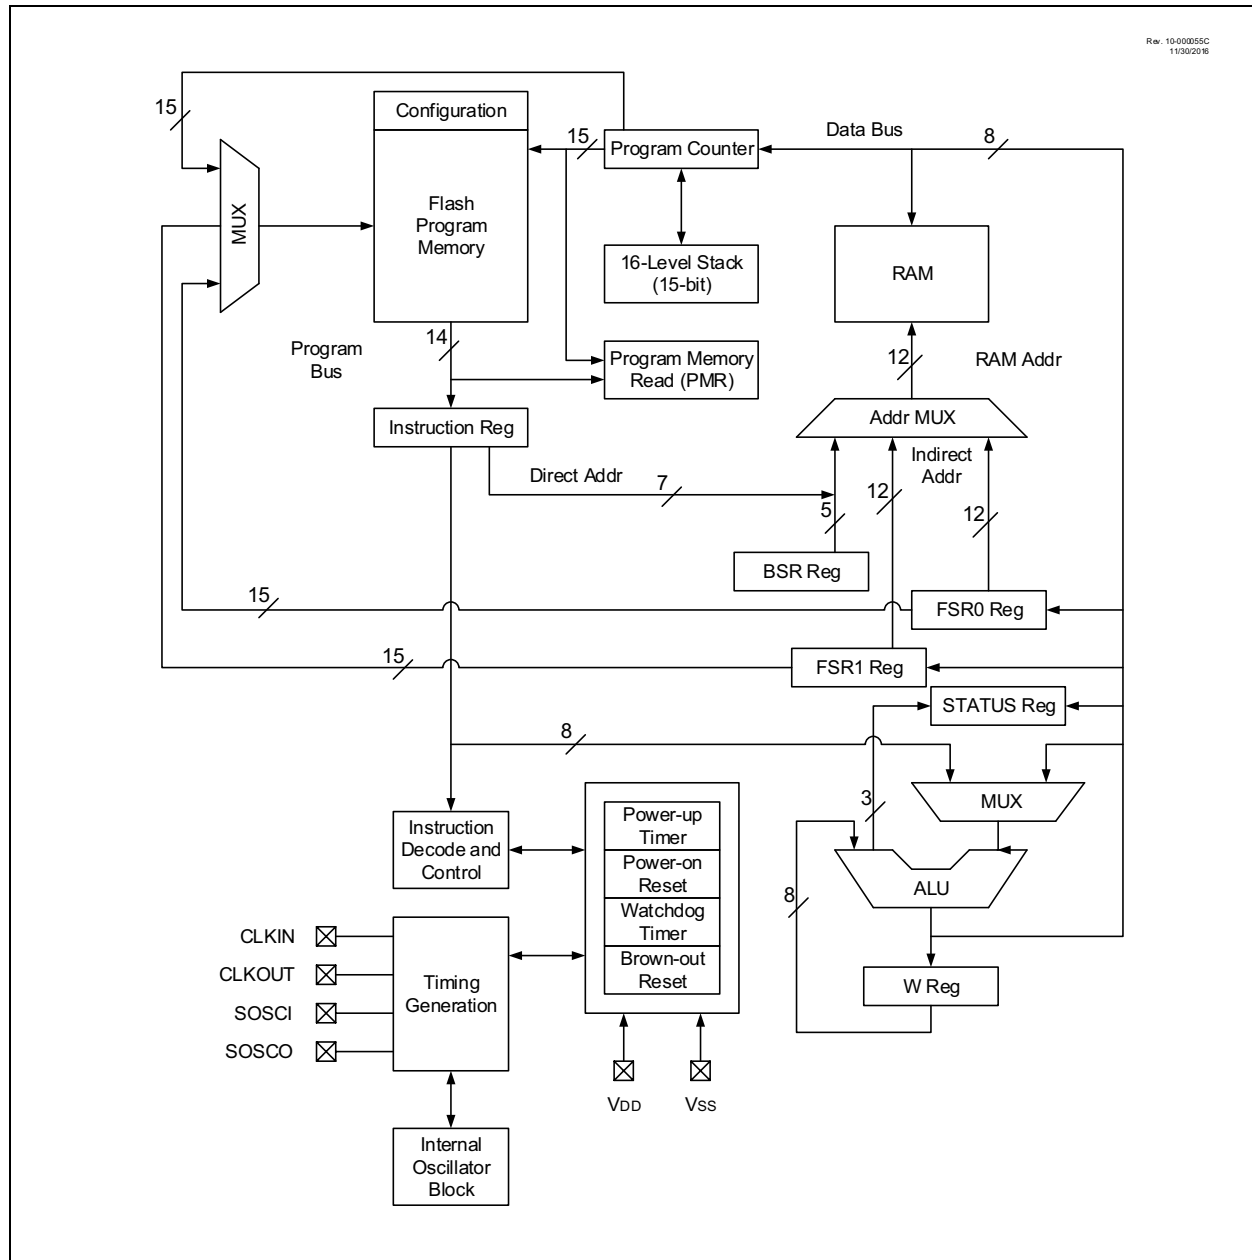 Rev. 10-000055C
11/30/2016
15
Configuration
15
Program Counter
Data Bus
8
MUX
Flash
Program
Memory
16-Level Stack
(15-bit)
RAM
Program
Bus
14
Program Memory
Read (PMR)
12
RAM Addr
Instruction Reg
Addr MUX
Direct Addr
7
Indirect
Addr
5
12
12
BSR Reg
15
FSR0 Reg
15
FSR1 Reg
STATUS Reg
8
MUX
3
Instruction
Decode and
Control
Power-up
Timer
Power-on
Reset
Watchdog
Timer
Brown-out
Reset
ALU
8
W Reg
CLKIN
CLKOUT
SOSCI
SOSCO
Timing
Generation
VDD
VSS
Internal
Oscillator
Block